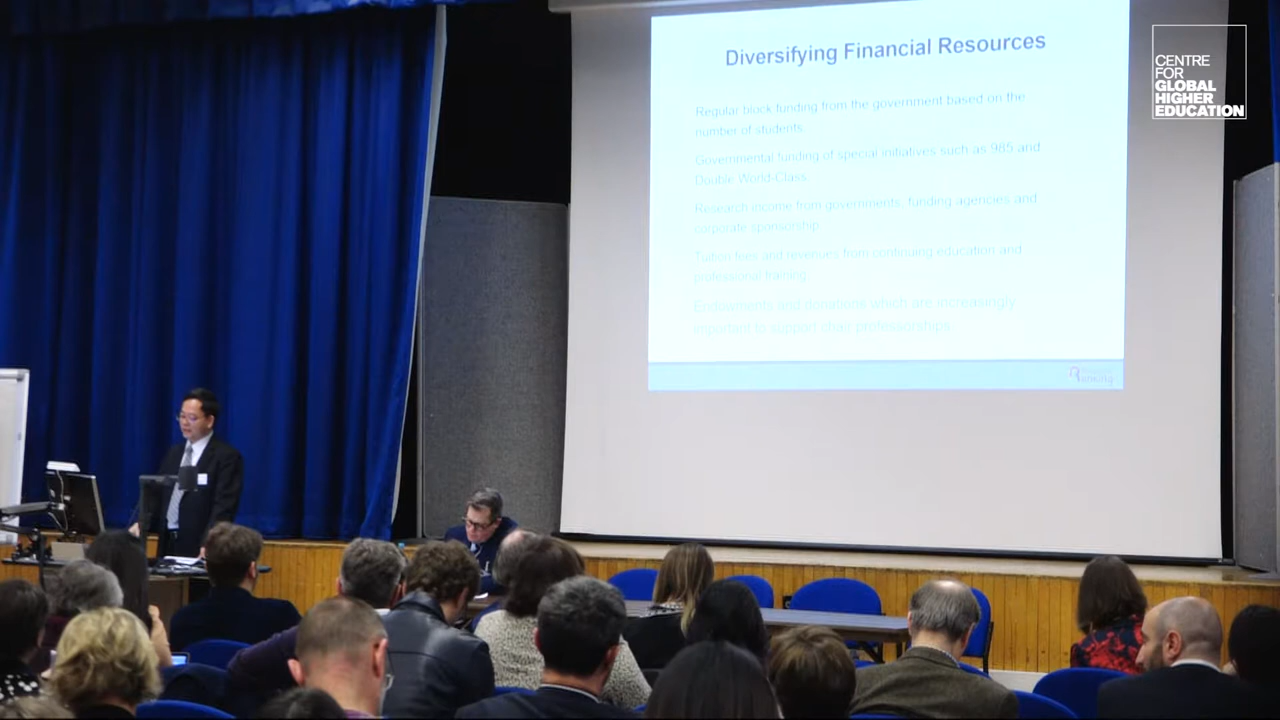 Diversifying Financial Resources
Regular block funding from the government based on the
number of students.
Governmental funding of special initiatives such as 985 and
Double World-Class.
Research income from governments, funding agencies and
corporate sponsorship.
Tuition fees and revenues from continuing education and
professional training.
Endowments and donations which are increasingly
important to support chair professorships.
CENTRE
FOR
GLOBAL
HIGHER
EDUCATION